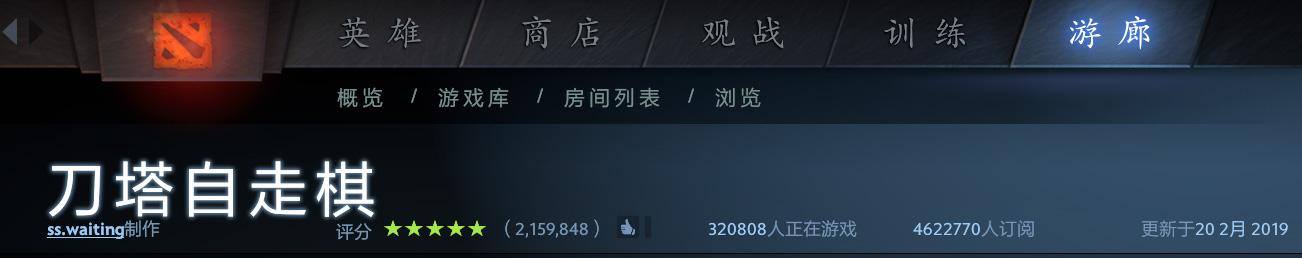 英雄 商店 观战 训练 游廊
概览 / 游戏库 / 房间列表 / 浏览
刀塔自走棋
ss.waiting制作 评分 ★★★★★ （2,159,848） 320808人正在游戏 4622770人订阅 更新于20 2月 2019